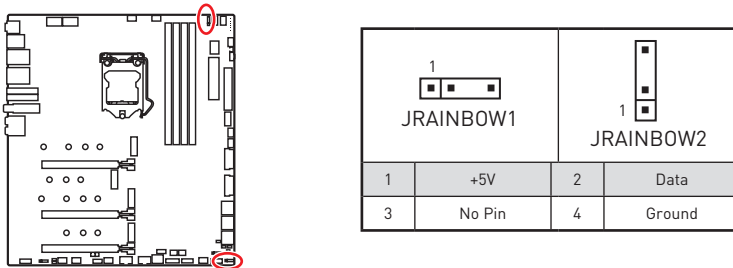 1
JRAINBOW1
1
JRAINBOW2
1 +5V 2 Data
3 No Pin 4 Ground